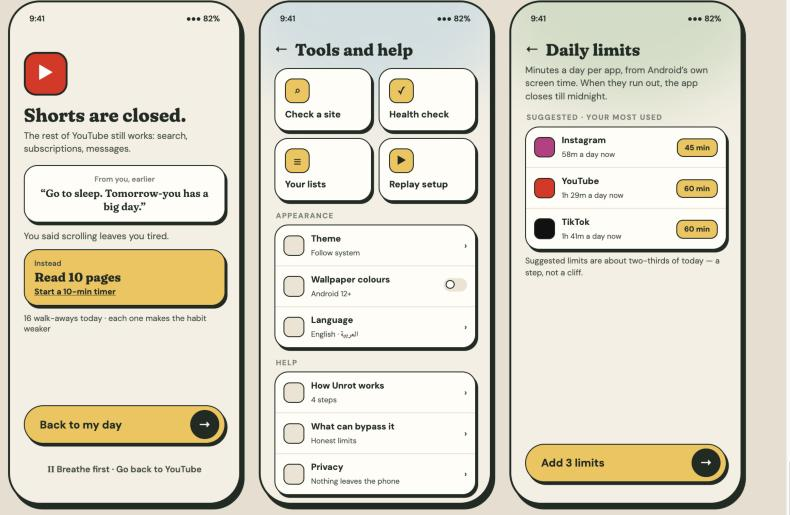 9:41
●●● 82%
Shorts are closed.
The rest of YouTube still works: search,
subscriptions, messages.
From you, earlier
“Go to sleep. Tomorrow-you has a
big day.”
You said scrolling leaves you tired.
Instead
Read 10 pages
Start a 10-min timer
16 walk-aways today · each one makes the habit
weaker
Back to my day
→
II Breathe first · Go back to YouTube
9:41
●●● 82%
← Tools and help
Check a site
Health check
Your lists
Replay setup
APPEARANCE
Theme
Follow system
›
Wallpaper colours
Android 12+
Language
English · العربية
›
HELP
How Unrot works
4 steps
›
What can bypass it
Honest limits
›
Privacy
Nothing leaves the phone
›
9:41
●●● 82%
← Daily limits
Minutes a day per app, from Android’s own
screen time. When they run out, the app
closes till midnight.
SUGGESTED · YOUR MOST USED
Instagram
58m a day now
45 min
YouTube
1h 29m a day now
60 min
TikTok
1h 41m a day now
60 min
Suggested limits are about two-thirds of today — a
step, not a cliff.
Add 3 limits
→